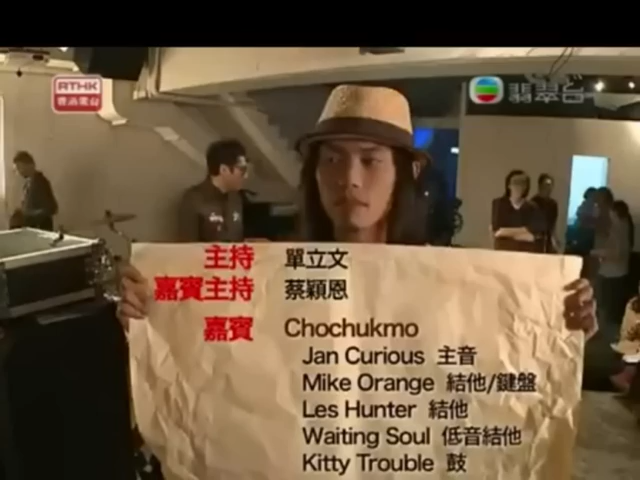 RTHK
香港電台
翡翠台
主持 單立文
嘉賓主持 蔡穎恩
嘉賓 Chochukmo
Jan Curious 主音
Mike Orange 結他/鍵盤
Les Hunter 結他
Waiting Soul 低音結他
Kitty Trouble 鼓